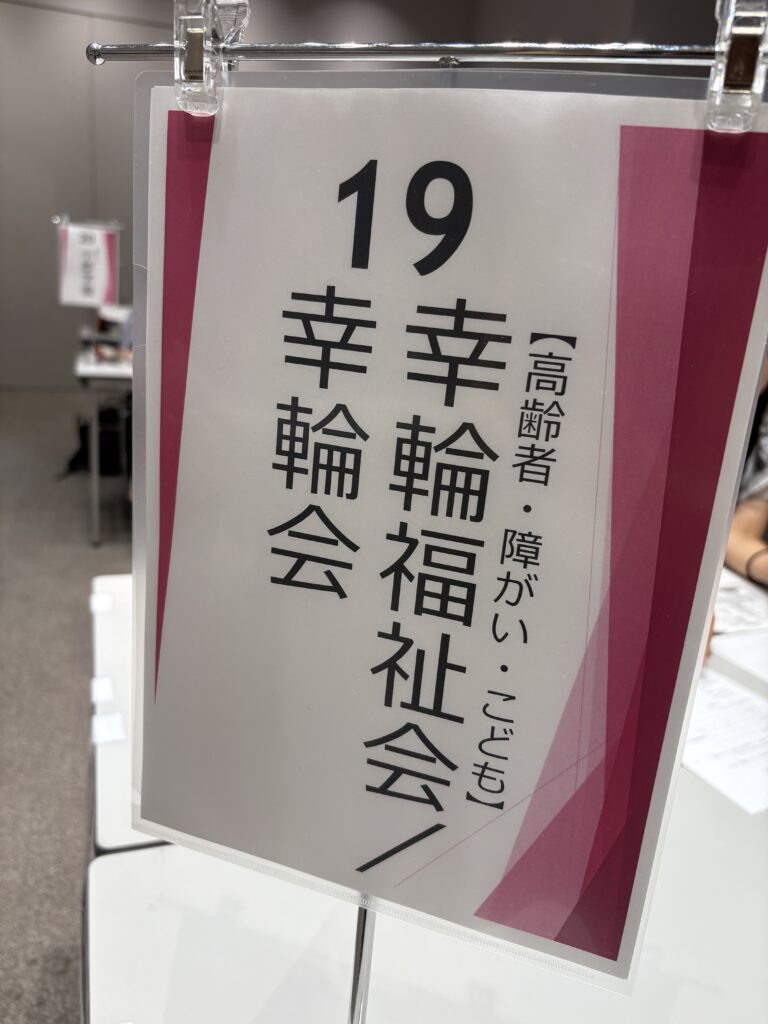 19
【高齢者・障がい・こども】
幸輪福祉会/
幸輪会